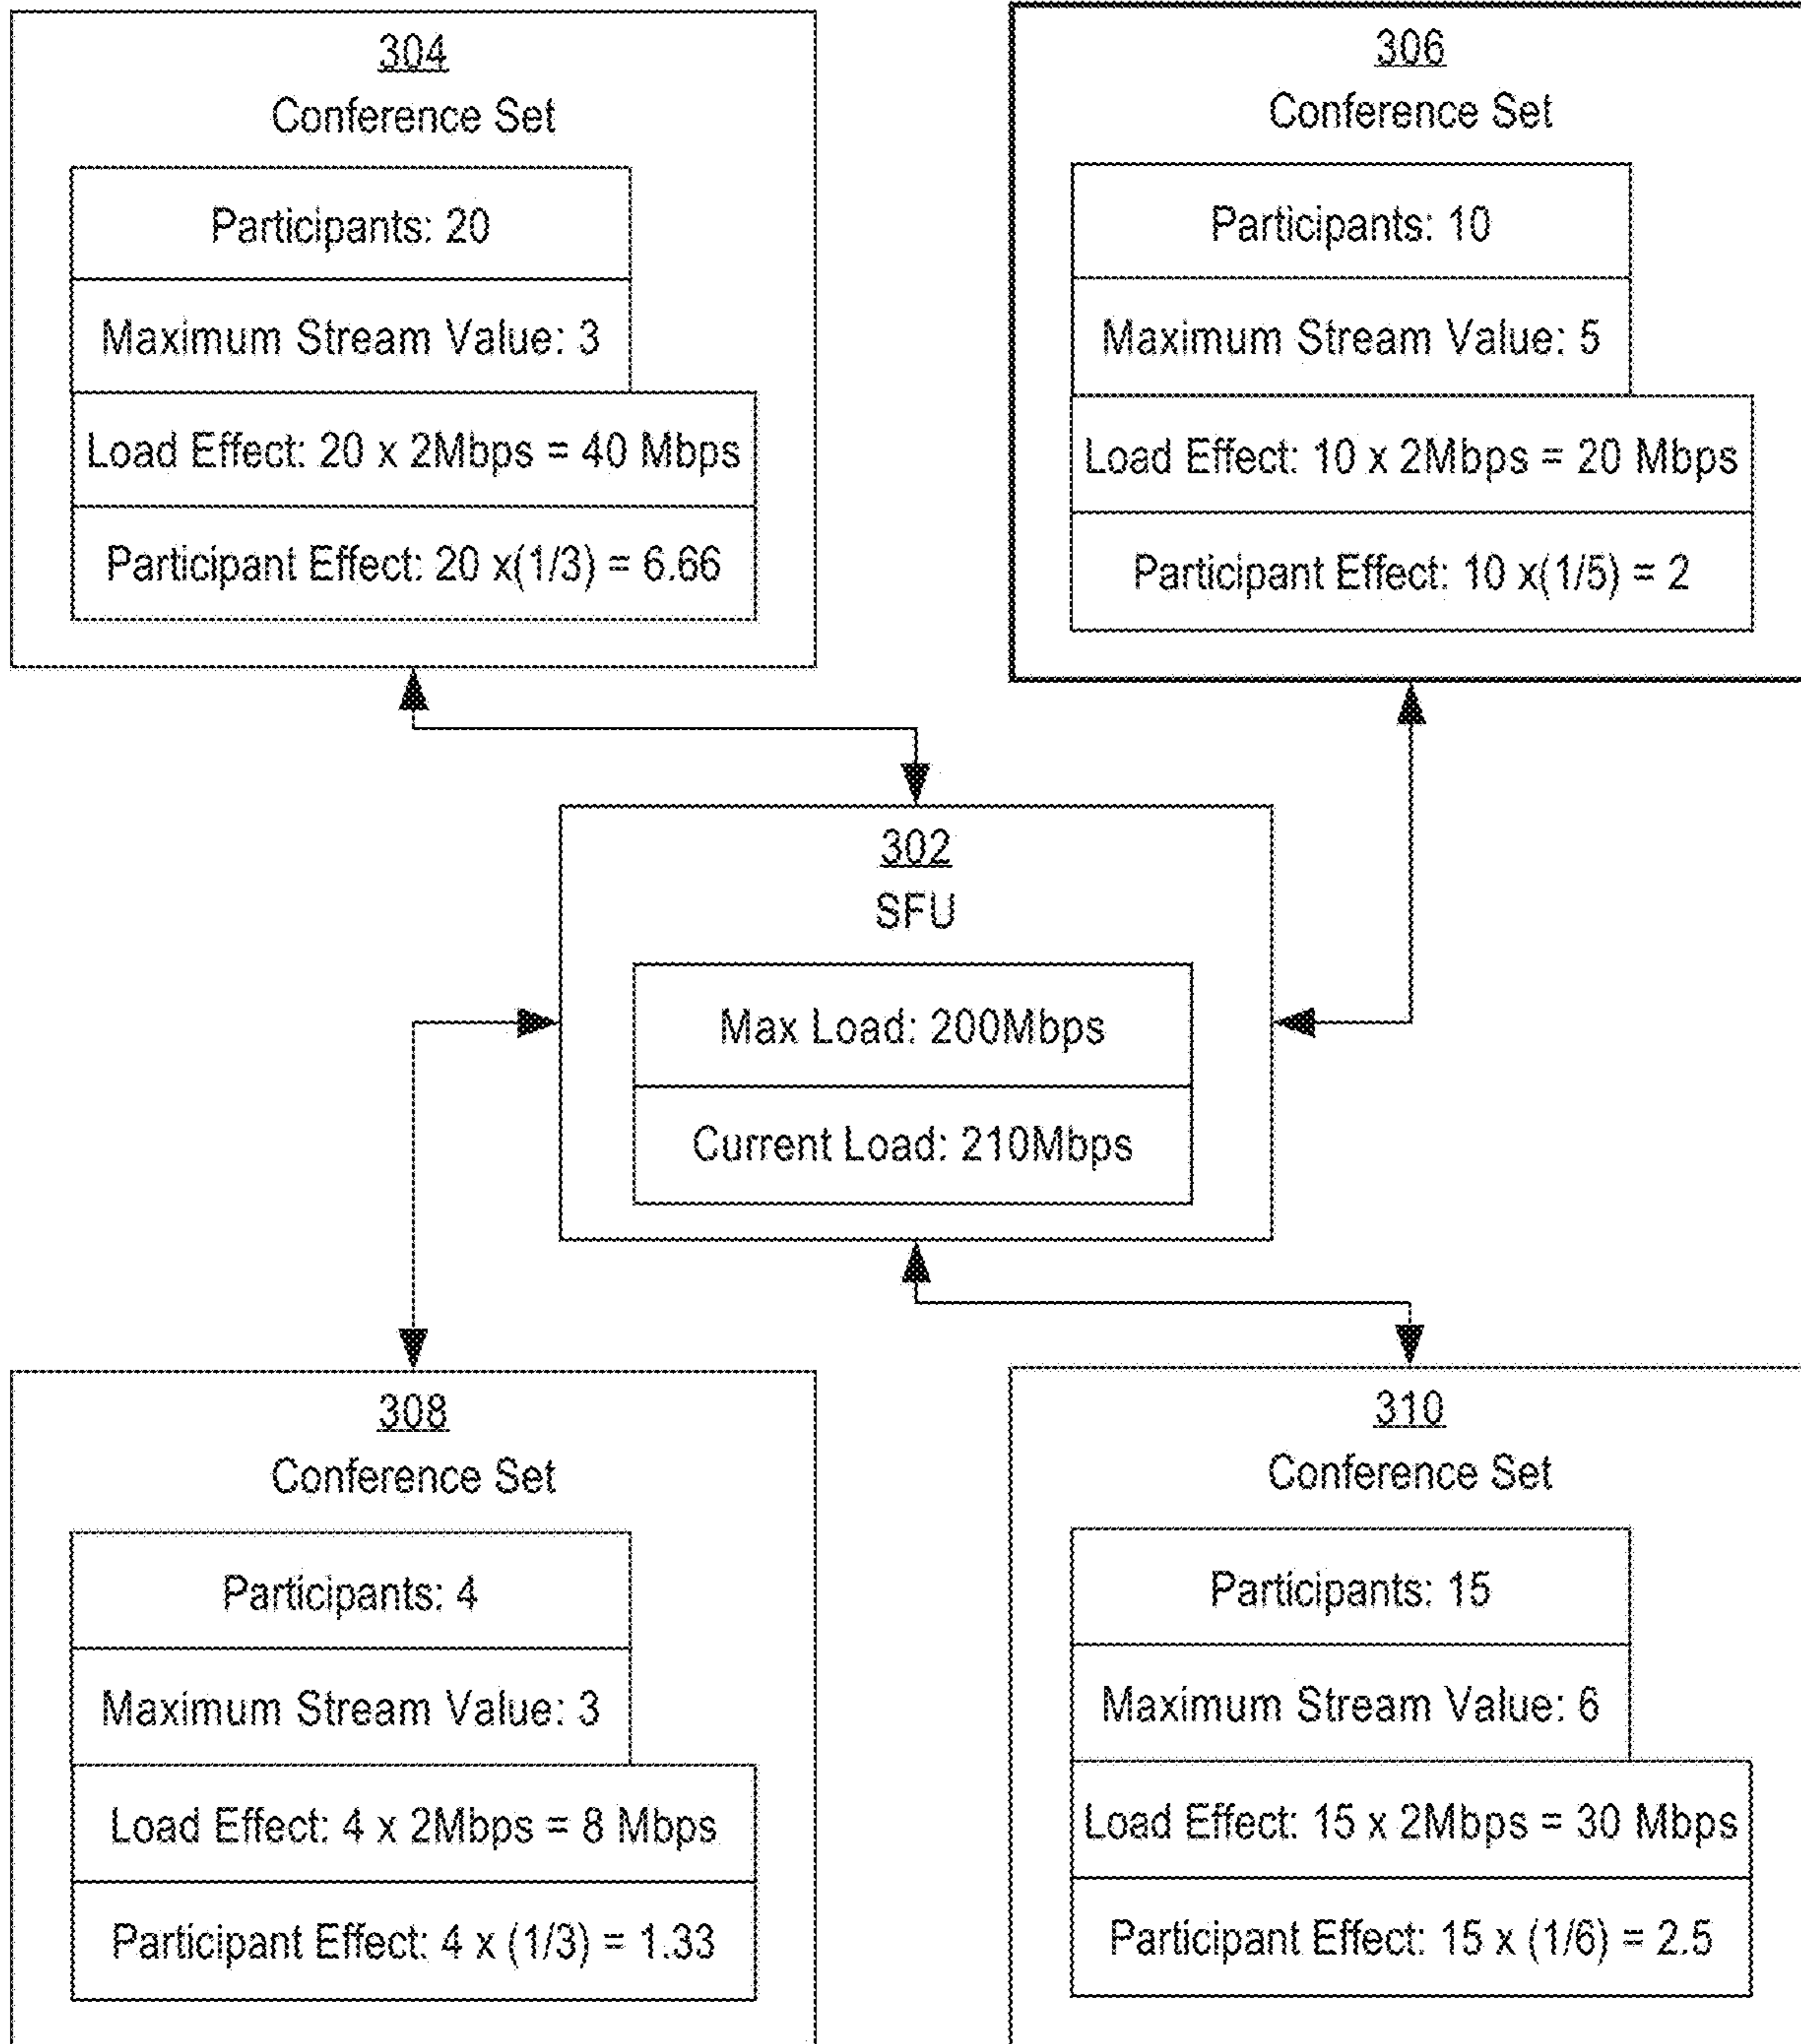 304
Conference Set
Participants: 20
Maximum Stream Value: 3
Load Effect: 20 x 2Mbps = 40 Mbps
Participant Effect: 20 x(1/3) = 6.66
306
Conference Set
Participants: 10
Maximum Stream Value: 5
Load Effect: 10 x 2Mbps = 20 Mbps
Participant Effect: 10 x(1/5) = 2
302
SFU
Max Load: 200Mbps
Current Load: 210Mbps
308
Conference Set
Participants: 4
Maximum Stream Value: 3
Load Effect: 4 x 2Mbps = 8 Mbps
Participant Effect: 4 x (1/3) = 1.33
310
Conference Set
Participants: 15
Maximum Stream Value: 6
Load Effect: 15 x 2Mbps = 30 Mbps
Participant Effect: 15 x (1/6) = 2.5